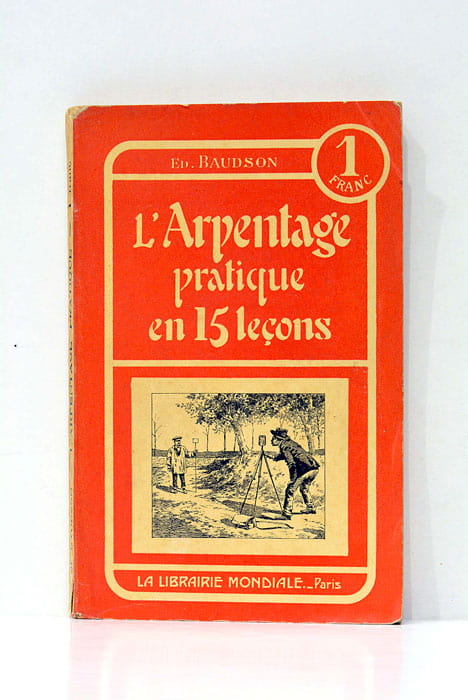 ED. BAUDSON
1
FRANC
L'Arpentage
pratique
en 15 leçons
LA LIBRAIRIE MONDIALE._Paris